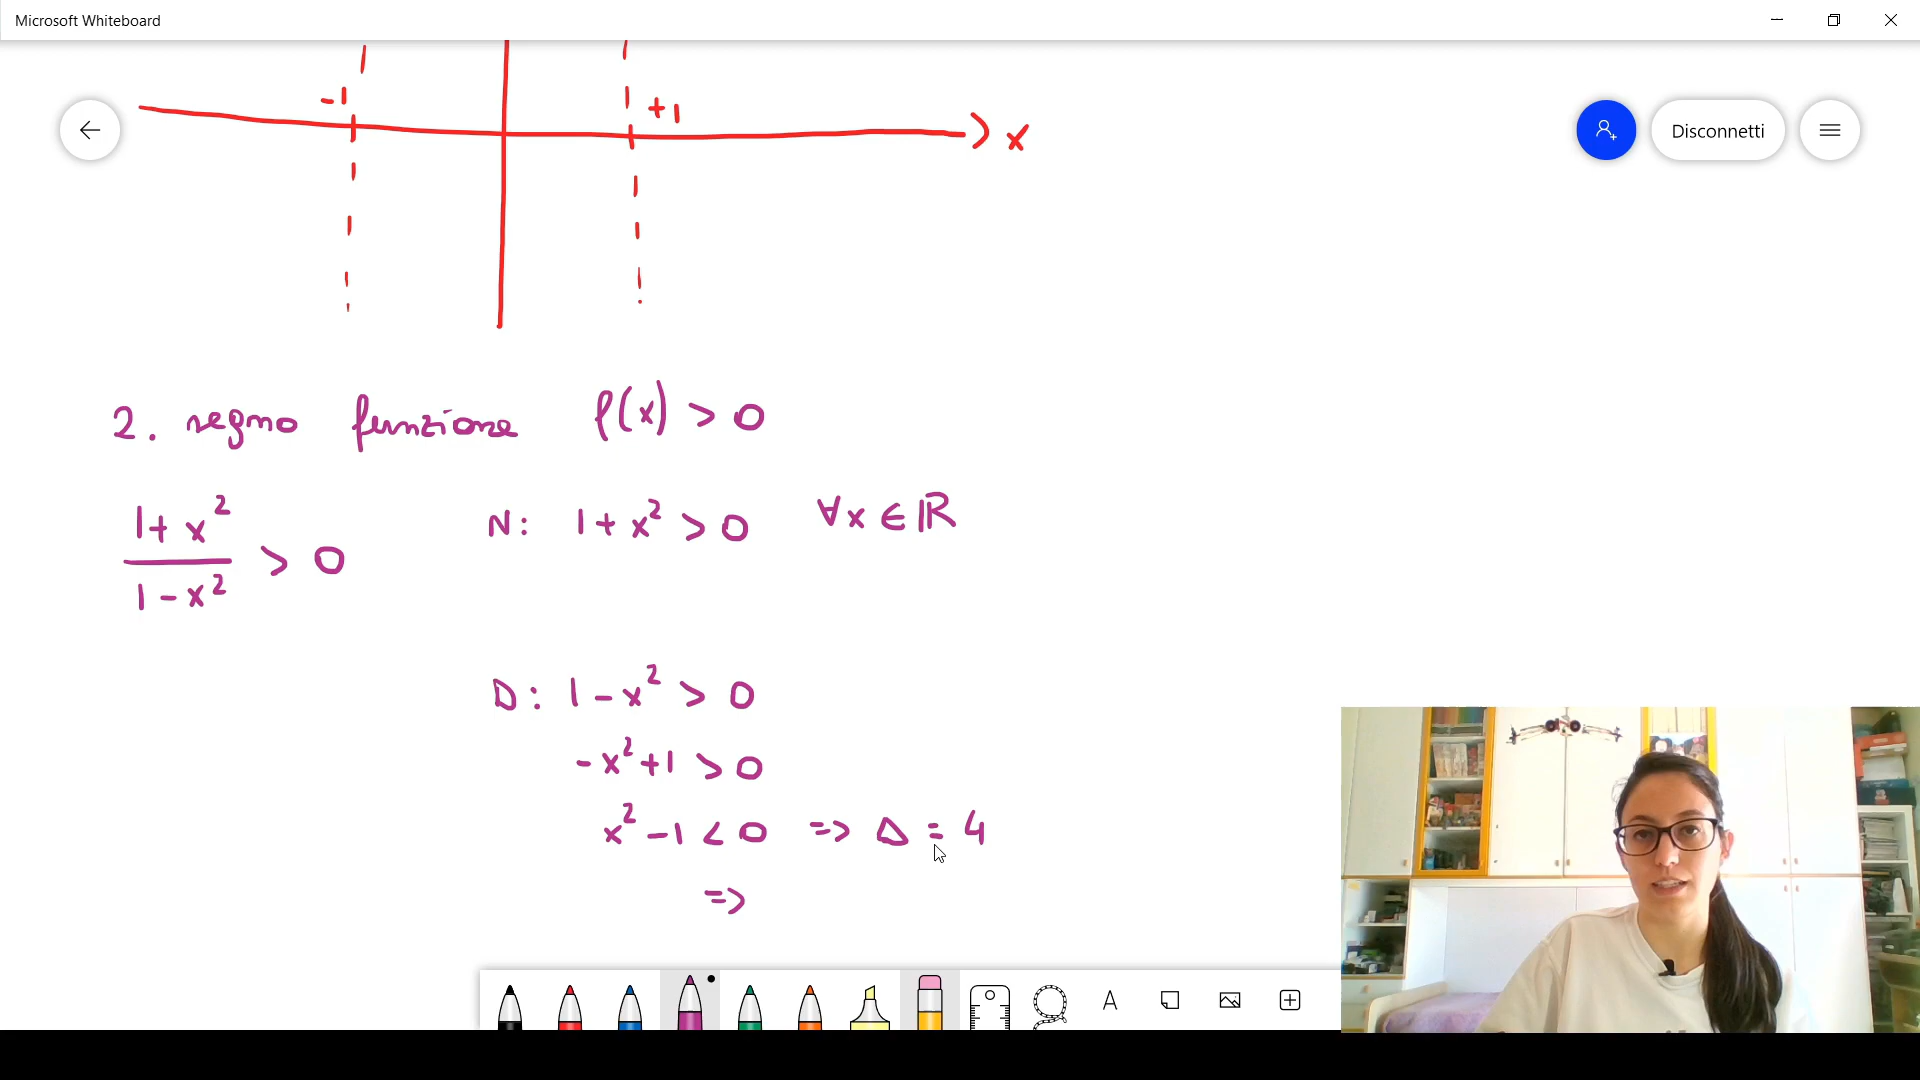 Microsoft Whiteboard
-1
+1
x
Disconnetti
2. segno funzione f(x) > 0
1+x² / 1-x² > 0
N: 1+x² > 0 ∀x ∈ ℝ
D: 1-x² > 0
-x²+1 > 0
x²-1 < 0 => Δ = 4
=>
A